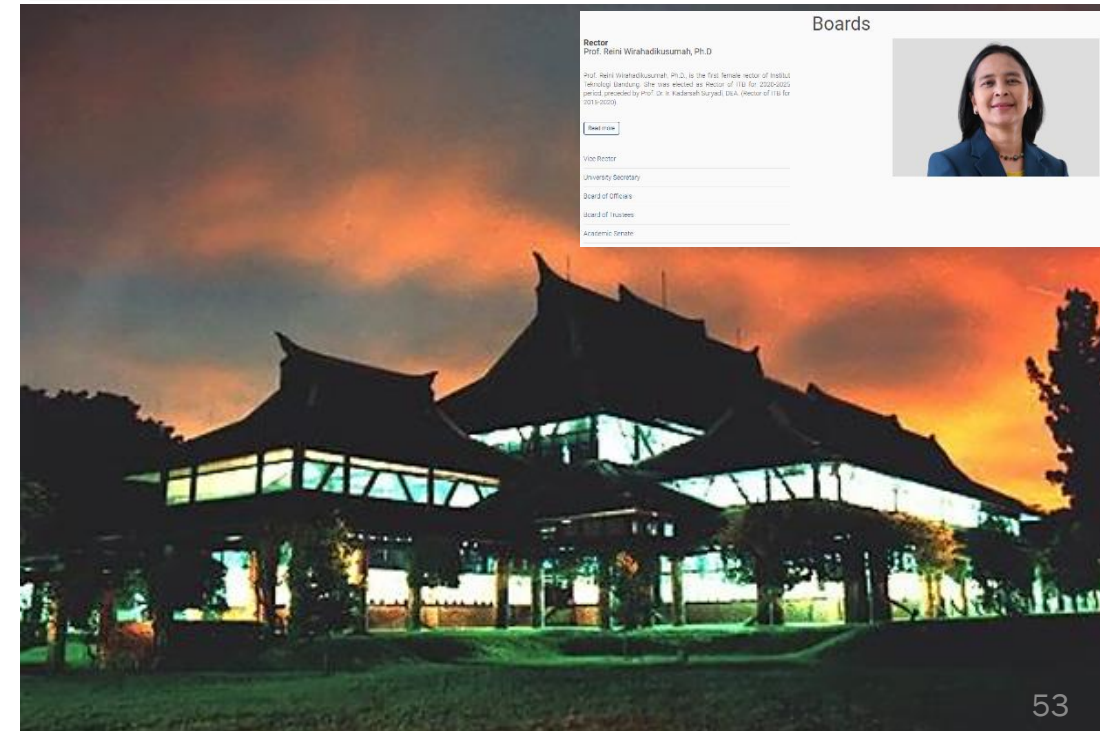 Boards
Rector
Prof. Reini Wirahadikusumah, Ph.D
Prof. Reini Wirahadikusumah, Ph.D., is the first female rector of Institut
Teknologi Bandung. She was elected as Rector of ITB for 2020-2025
period, preceded by Prof. Dr. Ir. Kadarsah Suryadi, DEA. (Rector of ITB for
2015-2020).
Read more
Vice Rector
University Secretary
Board of Officials
Board of Trustees
Academic Senate
53